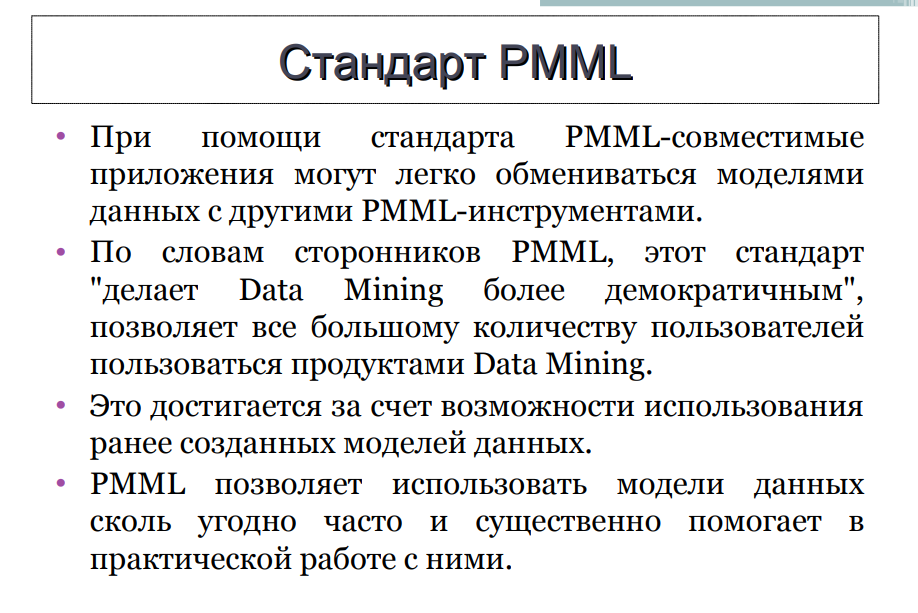 Стандарт PMML
• При помощи стандарта PMML-совместимые
приложения могут легко обмениваться моделями
данных с другими PMML-инструментами.
• По словам сторонников PMML, этот стандарт
"делает Data Mining более демократичным",
позволяет все большому количеству пользователей
пользоваться продуктами Data Mining.
• Это достигается за счет возможности использования
ранее созданных моделей данных.
• PMML позволяет использовать модели данных
сколь угодно часто и существенно помогает в
практической работе с ними.